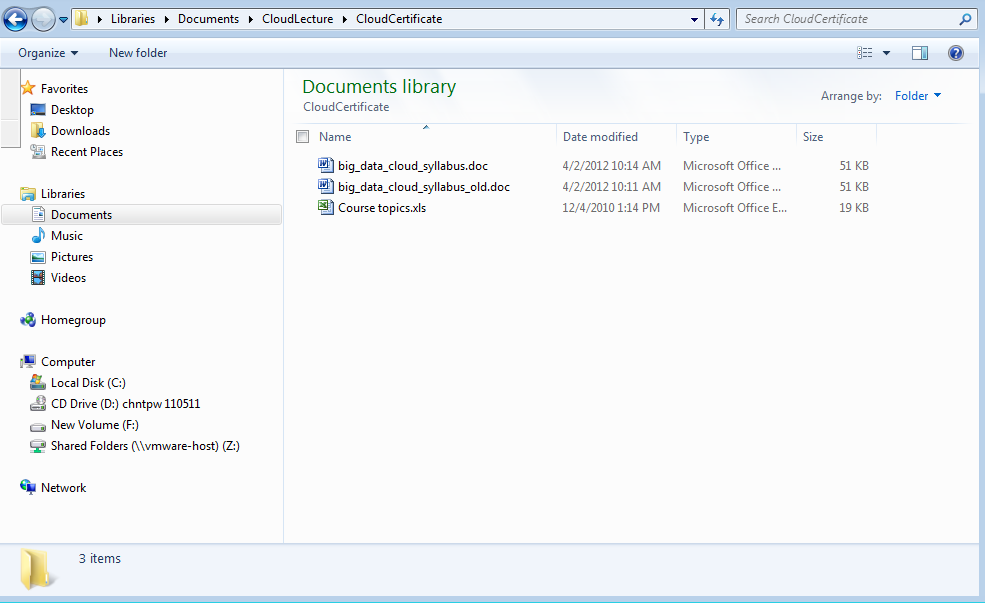 Libraries Documents CloudLecture CloudCertificate Search CloudCertificate
Organize New folder
Favorites
Desktop
Downloads
Recent Places
Libraries
Documents
Music
Pictures
Videos
Homegroup
Computer
Local Disk (C:)
CD Drive (D:) chntpw 110511
New Volume (F:)
Shared Folders (\\vmware-host) (Z:)
Network
Documents library
CloudCertificate
Arrange by: Folder
Name Date modified Type Size
big_data_cloud_syllabus.doc 4/2/2012 10:14 AM Microsoft Office ... 51 KB
big_data_cloud_syllabus_old.doc 4/2/2012 10:11 AM Microsoft Office ... 51 KB
Course topics.xls 12/4/2010 1:14 PM Microsoft Office E... 19 KB
3 items